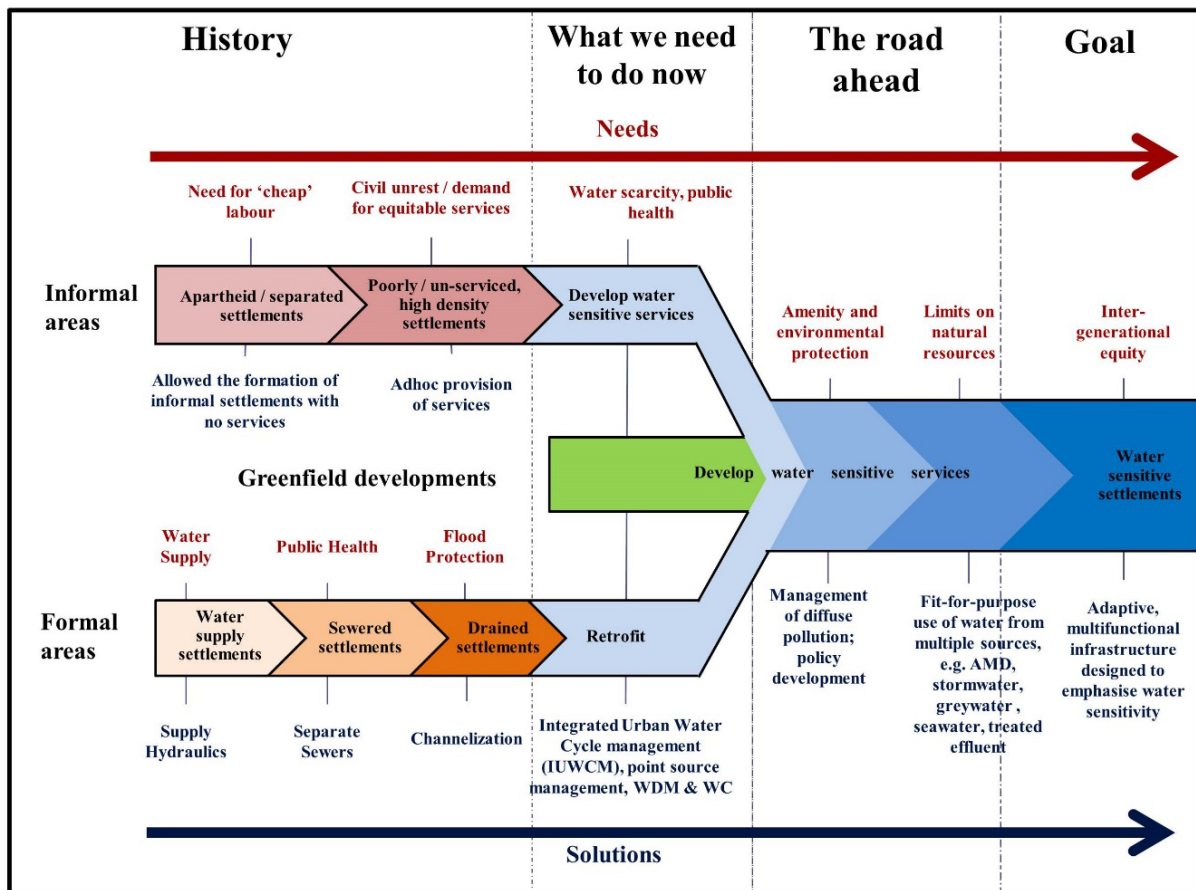 History
What we need
to do now
The road
ahead
Goal
Needs
Need for ‘cheap’
labour
Civil unrest / demand
for equitable services
Water scarcity, public
health
Informal
areas
Apartheid / separated
settlements
Poorly / un-serviced,
high density
settlements
Develop water
sensitive services
Allowed the formation of
informal settlements with
no services
Adhoc provision
of services
Amenity and
environmental
protection
Limits on
natural
resources
Inter-
generational
equity
Greenfield developments
Develop water sensitive services
Water
sensitive
settlements
Water
Supply
Public Health
Flood
Protection
Formal
areas
Water
supply
settlements
Sewered
settlements
Drained
settlements
Retrofit
Supply
Hydraulics
Separate
Sewers
Channelization
Integrated Urban Water
Cycle management
(IUWCM), point source
management, WDM & WC
Management
of diffuse
pollution;
policy
development
Fit-for-purpose
use of water from
multiple sources,
e.g. AMD,
stormwater,
greywater ,
seawater, treated
effluent
Adaptive,
multifunctional
infrastructure
designed to
emphasise water
sensitivity
Solutions